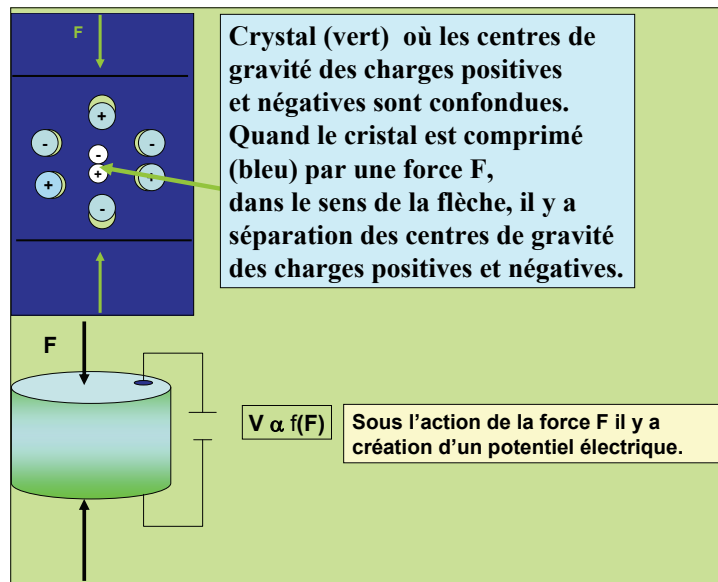 F
Crystal (vert) où les centres de
gravité des charges positives
et négatives sont confondues.
Quand le cristal est comprimé
(bleu) par une force F,
dans le sens de la flèche, il y a
séparation des centres de gravité
des charges positives et négatives.
+
- -
-
+ + +
-
F
V α f(F)
Sous l'action de la force F il y a
création d'un potentiel électrique.